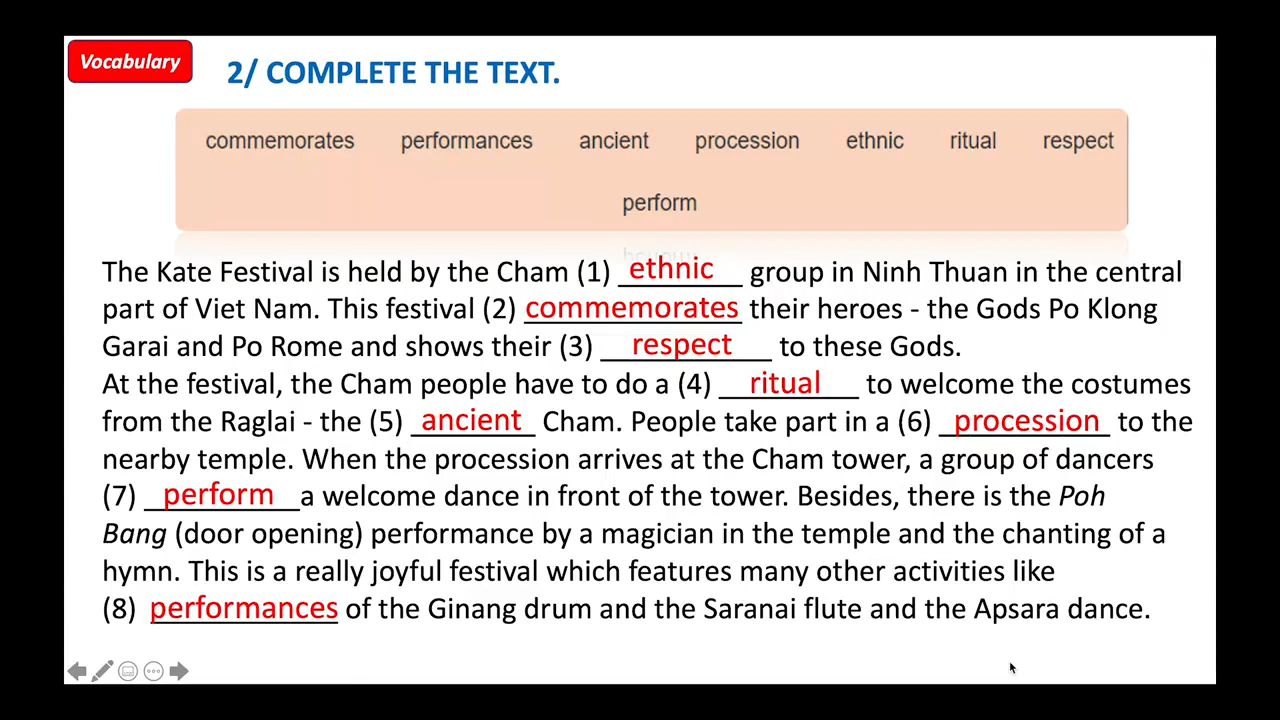 Vocabulary
2/ COMPLETE THE TEXT.
commemorates performances ancient procession ethnic ritual respect
perform
The Kate Festival is held by the Cham (1) ethnic group in Ninh Thuan in the central
part of Viet Nam. This festival (2) commemorates their heroes - the Gods Po Klong
Garai and Po Rome and shows their (3) respect to these Gods.
At the festival, the Cham people have to do a (4) ritual to welcome the costumes
from the Raglai - the (5) ancient Cham. People take part in a (6) procession to the
nearby temple. When the procession arrives at the Cham tower, a group of dancers
(7) perform a welcome dance in front of the tower. Besides, there is the Poh
Bang (door opening) performance by a magician in the temple and the chanting of a
hymn. This is a really joyful festival which features many other activities like
(8) performances of the Ginang drum and the Saranai flute and the Apsara dance.